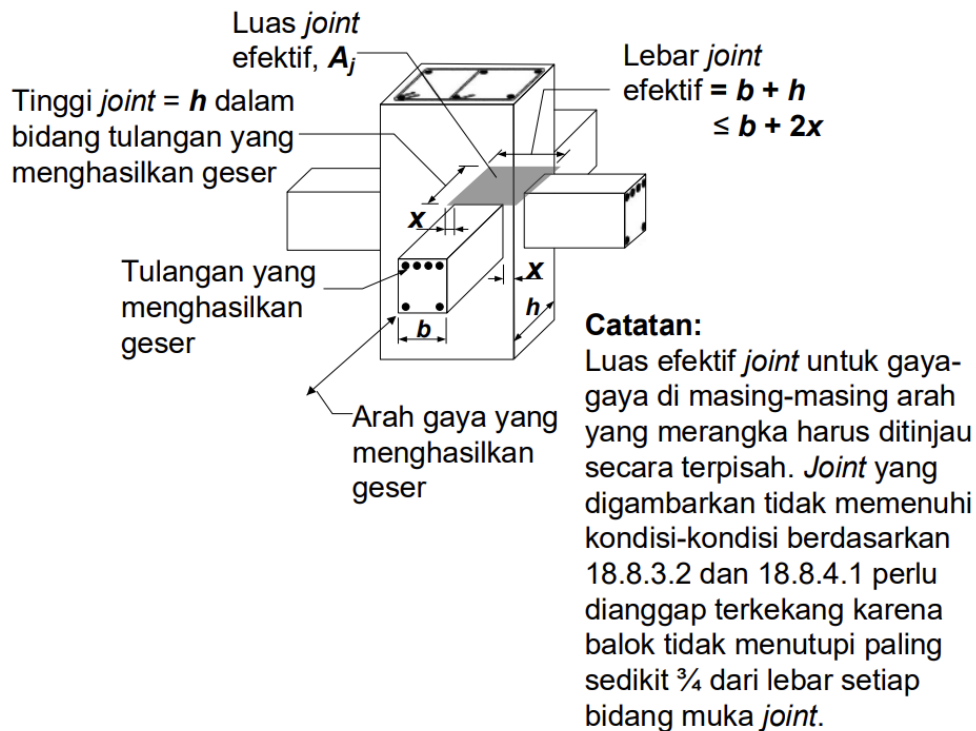 Luas joint
efektif, Aj
Lebar joint
efektif = b + h
≤ b + 2x
Tinggi joint = h dalam
bidang tulangan yang
menghasilkan geser
x
x
h
Tulangan yang
menghasilkan
geser
b
Arah gaya yang
menghasilkan
geser
Catatan:
Luas efektif joint untuk gaya-
gaya di masing-masing arah
yang merangka harus ditinjau
secara terpisah. Joint yang
digambarkan tidak memenuhi
kondisi-kondisi berdasarkan
18.8.3.2 dan 18.8.4.1 perlu
dianggap terkekang karena
balok tidak menutupi paling
sedikit ¾ dari lebar setiap
bidang muka joint.